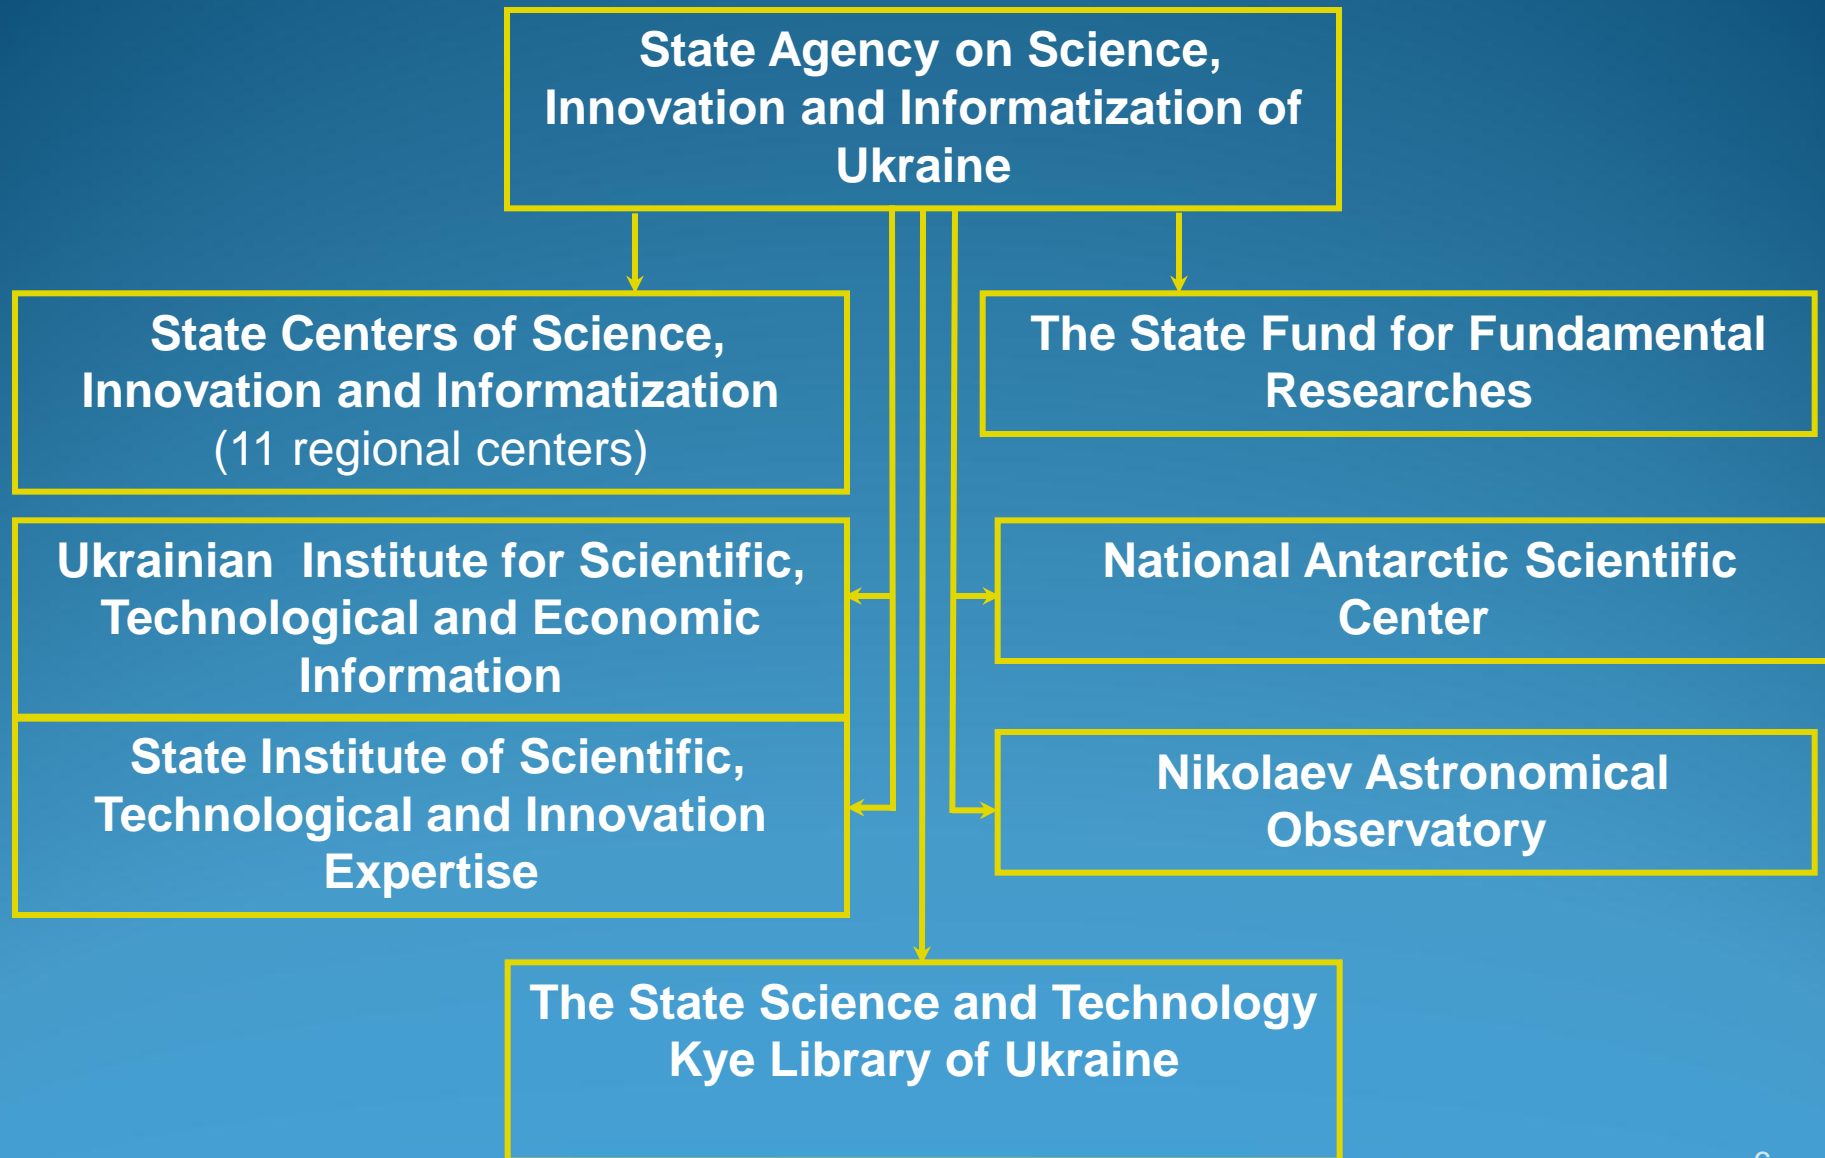 State Agency on Science,
Innovation and Informatization of
Ukraine
State Centers of Science,
Innovation and Informatization
(11 regional centers)
The State Fund for Fundamental
Researches
Ukrainian  Institute for Scientific,
Technological and Economic
Information
National Antarctic Scientific
Center
State Institute of Scientific,
Technological and Innovation
Expertise
Nikolaev Astronomical
Observatory
The State Science and Technology
Kye Library of Ukraine